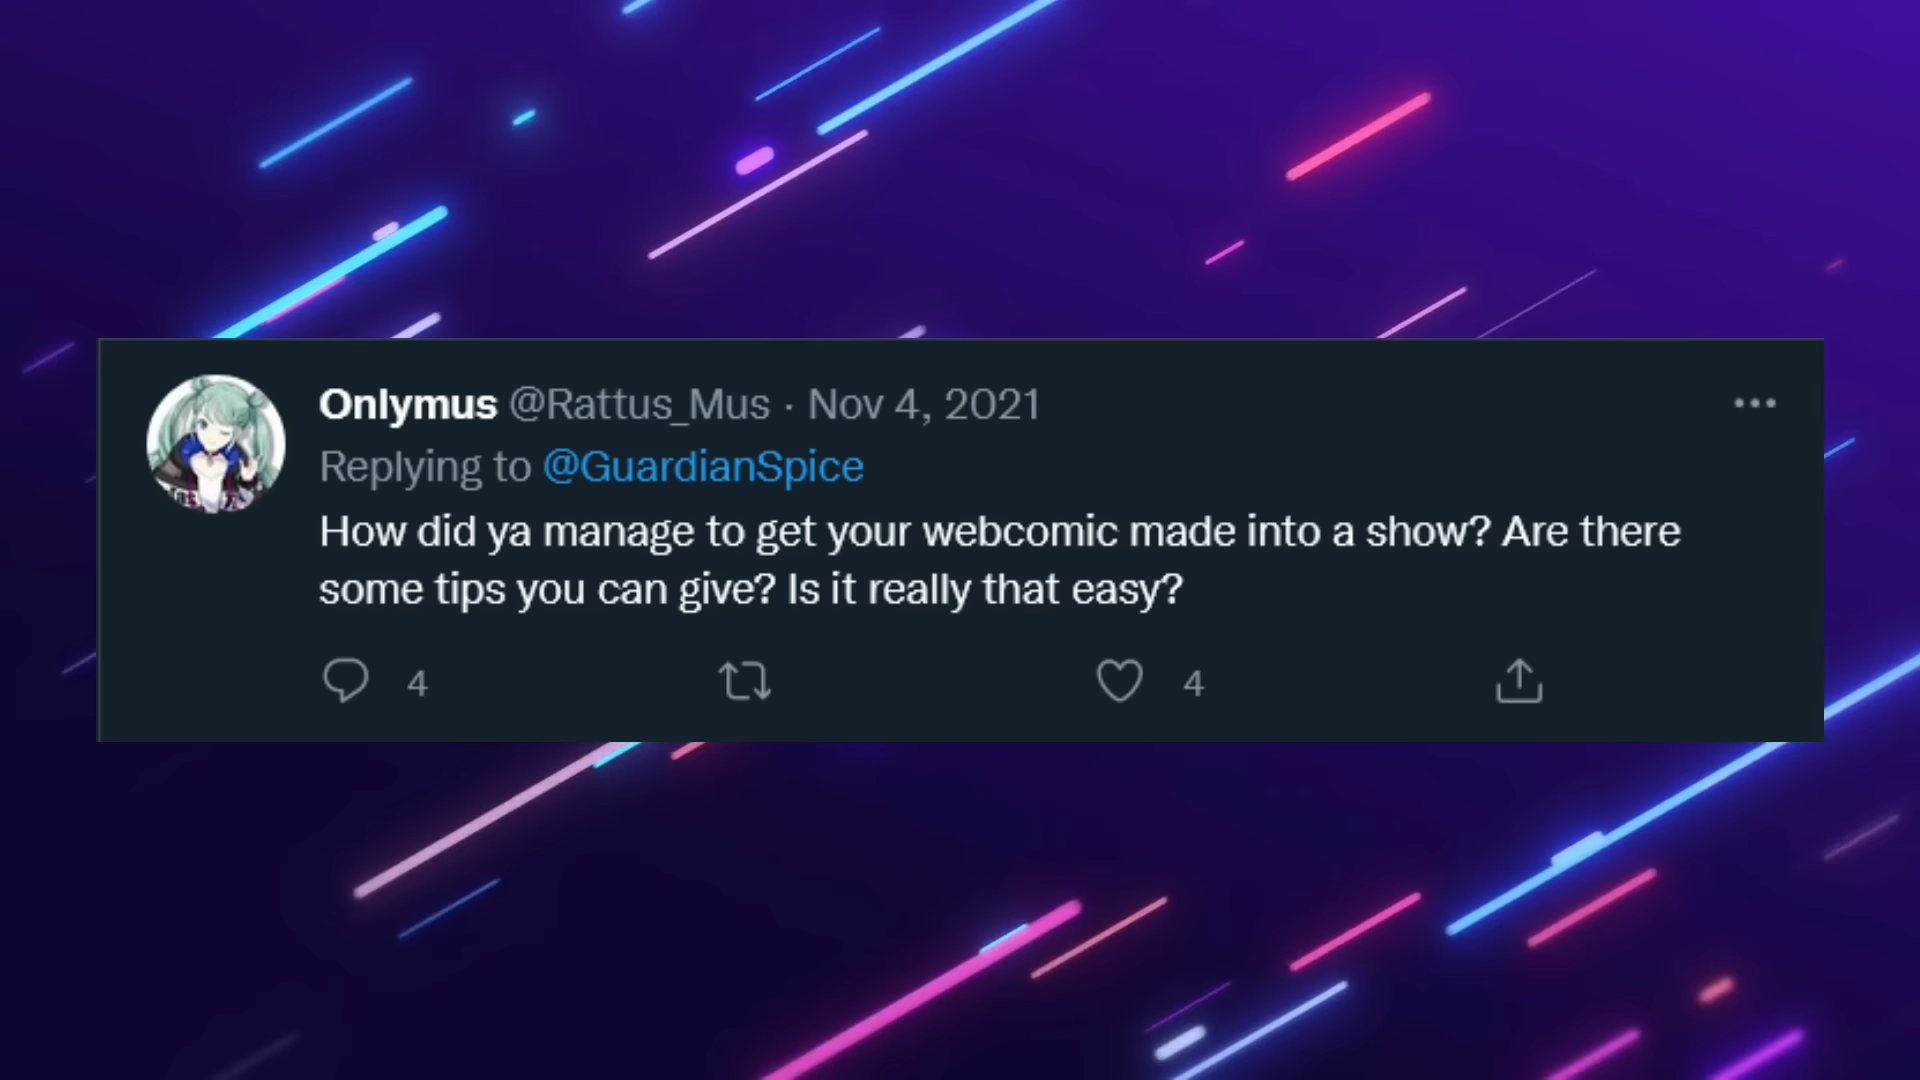 Onlymus @Rattus_Mus · Nov 4, 2021
Replying to @GuardianSpice
How did ya manage to get your webcomic made into a show? Are there
some tips you can give? Is it really that easy?
4 4